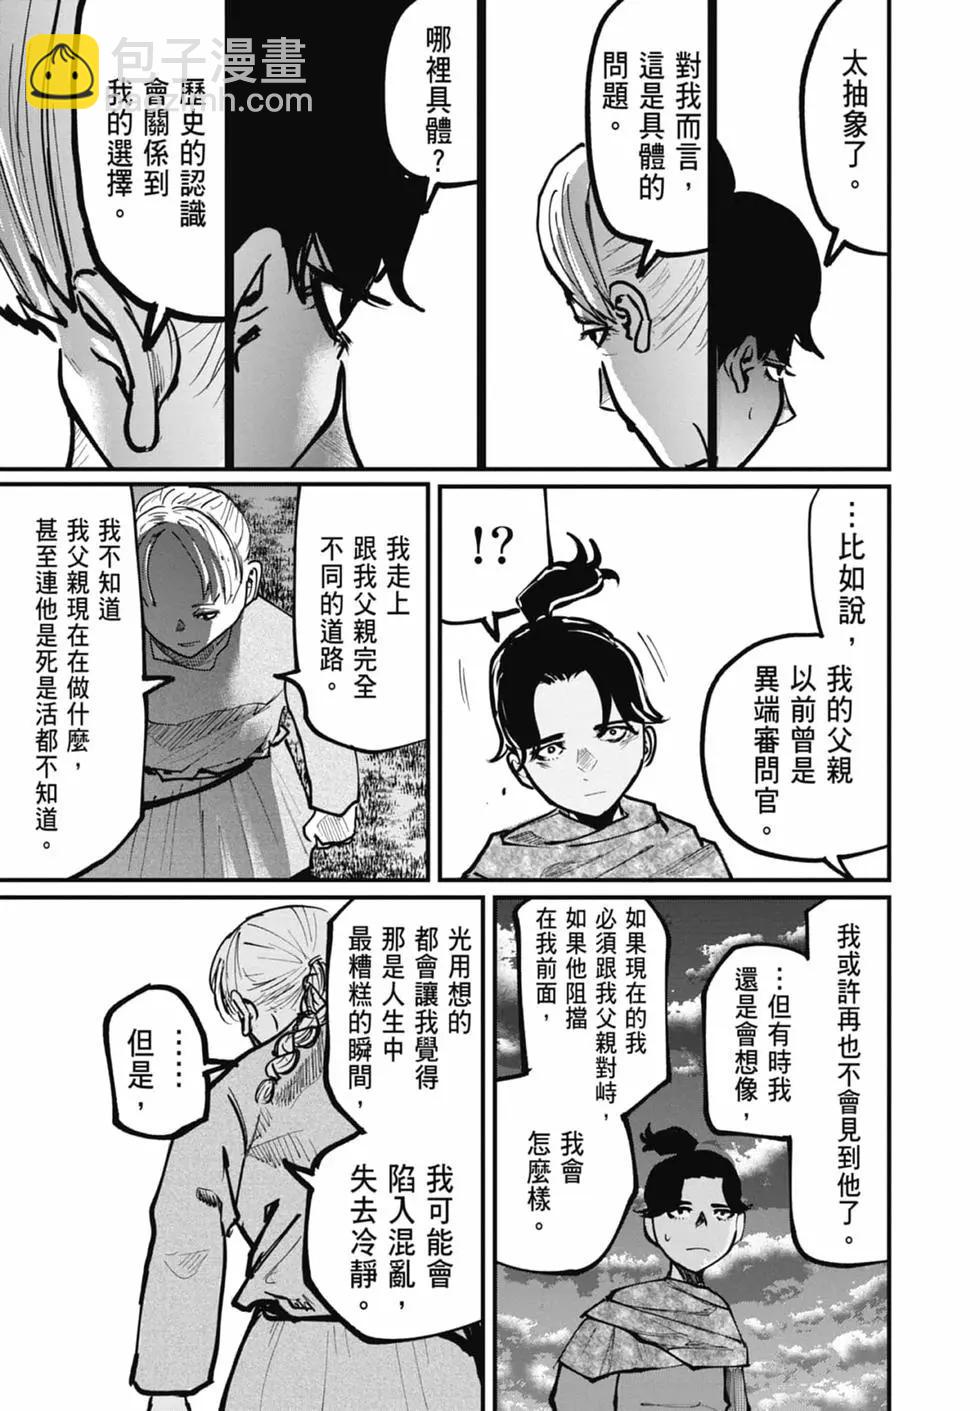 太抽象了。
對我而言，
這是具體的
問題。
哪裡具體？
歷史的認識
會關係到
我的選擇。
包子漫畫
baozimh.com
…比如說，
我的父親
以前曾是
異端審問官。
!?
我走上
跟我父親完全
不同的道路。
我不知道
我父親現在在做什麼，
甚至連他是死是活都不知道。
我或許再也不會見到他了。
…但有時我
還是會想像，
如果現在的我
必須跟我父親對峙，
如果他阻擋
在我前面，
我會
怎麼樣。
光用想的
都會讓我覺得
那是人生中
最糟糕的瞬間，
我可能會
陷入混亂，
失去冷靜。
……
但是，